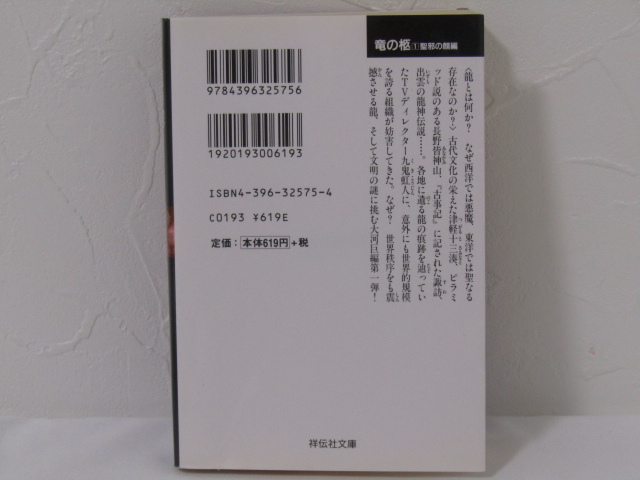 竜の柩①聖邪の顔編
〈龍とは何か? なぜ西洋では悪魔、東洋では聖なる
存在なのか?〉古代文化の栄えた津軽十三湊、ピラミ
ッド説のある長野皆神山、『古事記』に記された諏訪、
出雲の龍神伝説……。各地に遺る龍の痕跡を辿ってい
たTVディレクター九鬼虹人に、意外にも世界的規模
を誇る組織が妨害してきた。なぜ? 世界秩序をも震
撼させる龍、そして文明の謎に挑む大河巨編第一弾!
9784396325756
1920193006193
ISBN4-396-32575-4
C0193 ¥619E
定価:本体619円+税
祥伝社文庫